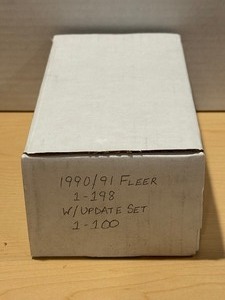 1990/91 FLEER
1-198
W/UPDATE SET
1-100